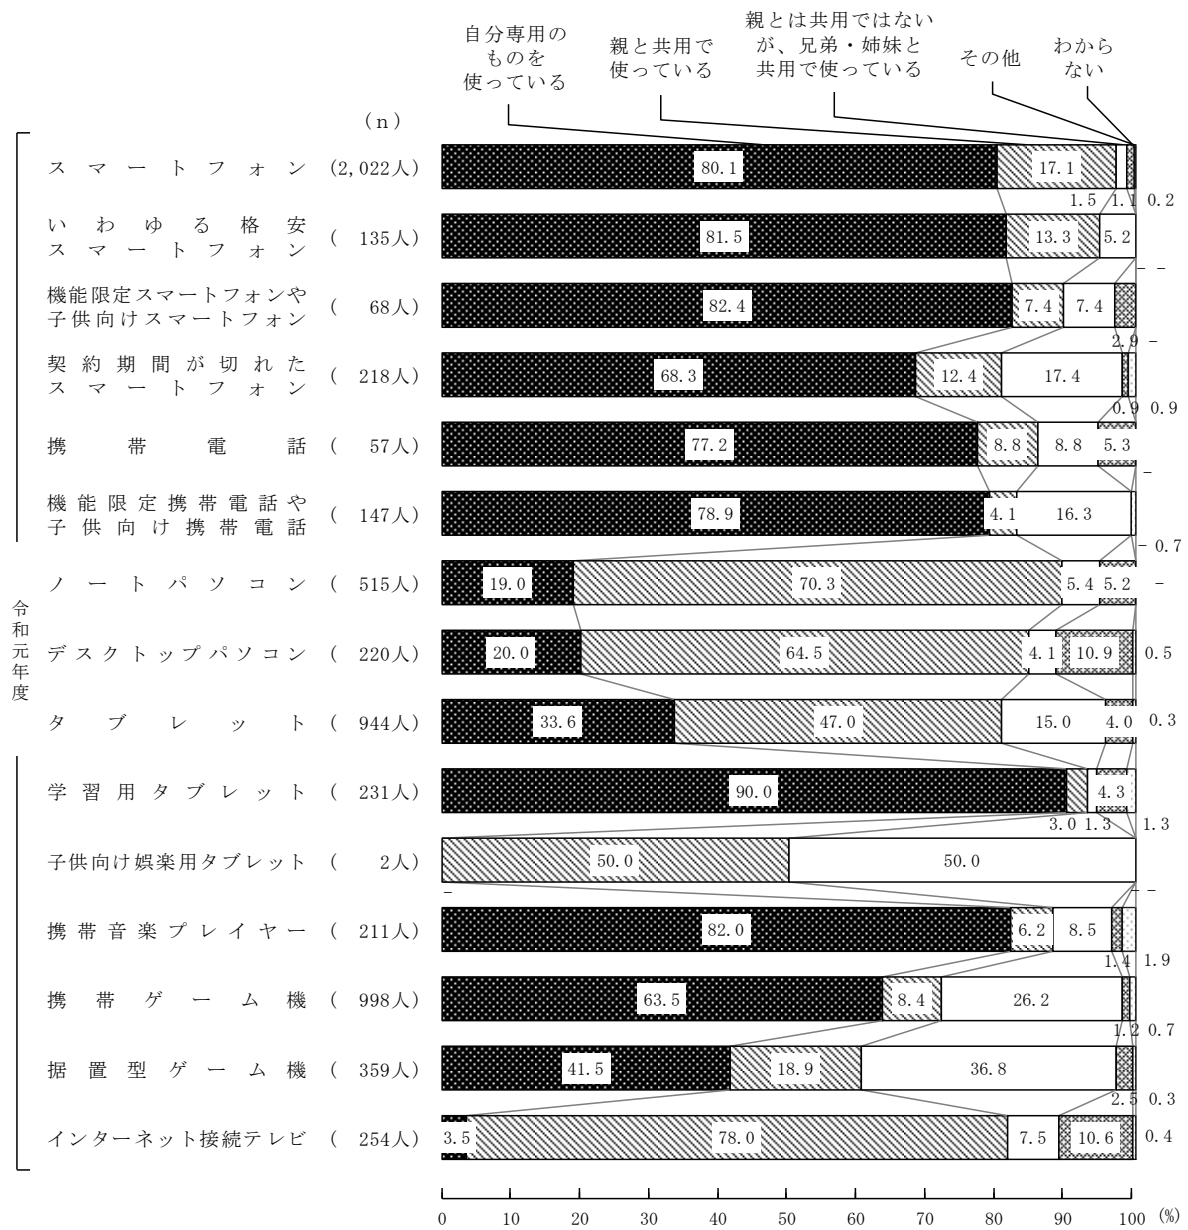 自分専用の
ものを
使っている
親と共用で
使っている
親とは共用ではない
が、兄弟・姉妹と
共用で使っている
その他
わから
ない
(n)
令和元年度
スマートフォン (2,022人) 80.1 17.1
1.5 1.1 0.2
いわゆる格安
スマートフォン ( 135人) 81.5 13.3 5.2
- -
機能限定スマートフォンや
子供向けスマートフォン ( 68人) 82.4 7.4 7.4
2.9 -
契約期間が切れた
スマートフォン ( 218人) 68.3 12.4 17.4
0.9 0.9
携帯電話 ( 57人) 77.2 8.8 8.8 5.3
-
機能限定携帯電話や
子供向け携帯電話 ( 147人) 78.9 4.1 16.3
- 0.7
ノートパソコン ( 515人) 19.0 70.3 5.4 5.2 -
デスクトップパソコン ( 220人) 20.0 64.5 4.1 10.9 0.5
タブレット ( 944人) 33.6 47.0 15.0 4.0 0.3
学習用タブレット ( 231人) 90.0 4.3
3.0 1.3 1.3
子供向け娯楽用タブレット ( 2人) 50.0 50.0
- - -
携帯音楽プレイヤー ( 211人) 82.0 6.2 8.5
1.4 1.9
携帯ゲーム機 ( 998人) 63.5 8.4 26.2
1.2 0.7
据置型ゲーム機 ( 359人) 41.5 18.9 36.8
2.5 0.3
インターネット接続テレビ ( 254人) 3.5 78.0 7.5 10.6 0.4
0 10 20 30 40 50 60 70 80 90 100 (%)